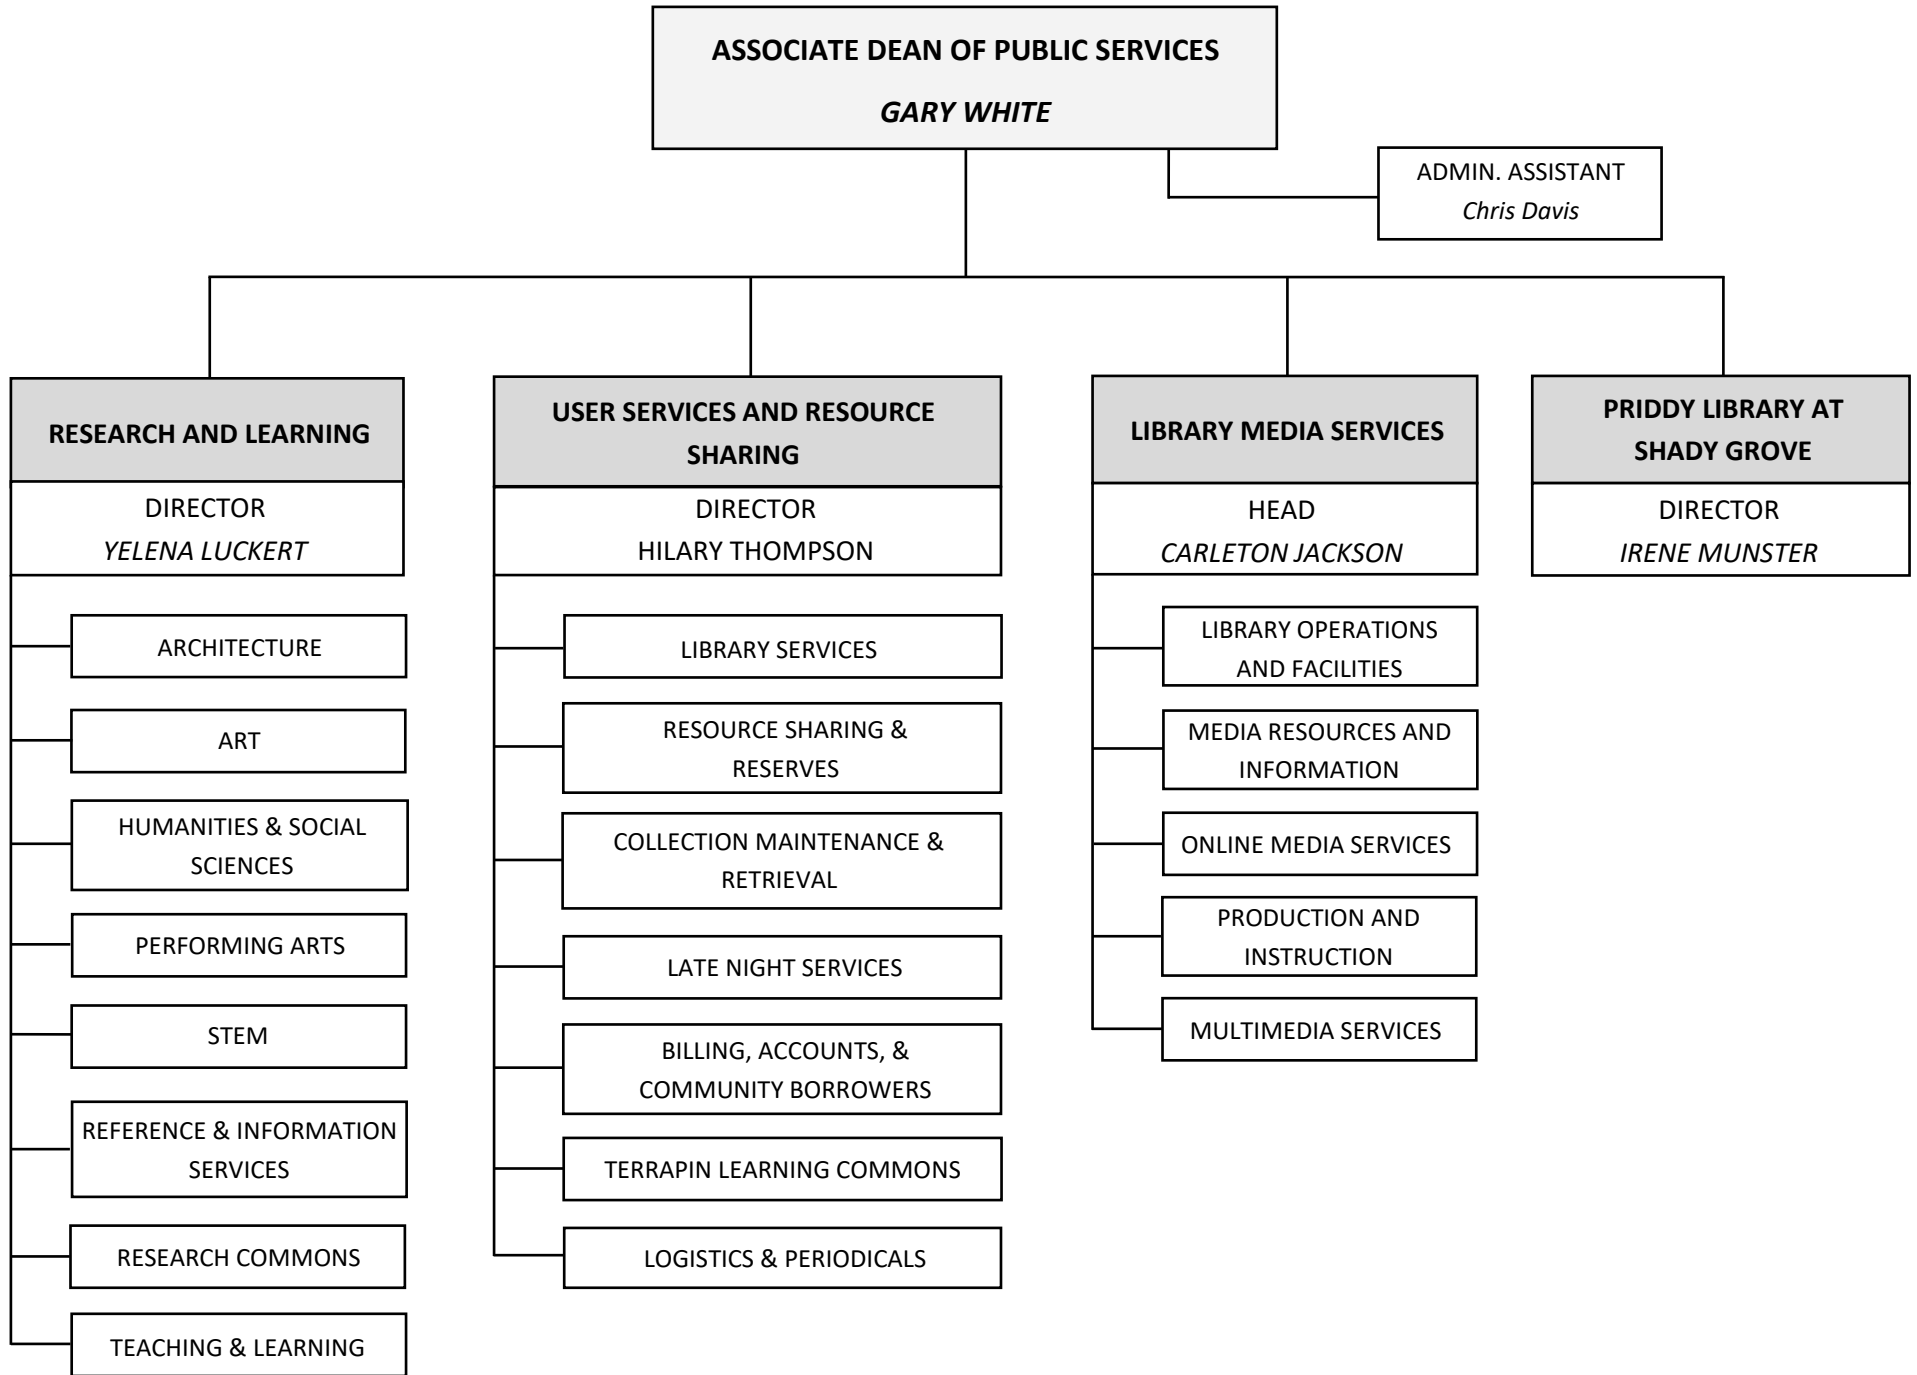 ASSOCIATE DEAN OF PUBLIC SERVICES
GARY WHITE
ADMIN. ASSISTANT
Chris Davis
RESEARCH AND LEARNING
DIRECTOR
YELENA LUCKERT
ARCHITECTURE
ART
HUMANITIES & SOCIAL
SCIENCES
PERFORMING ARTS
STEM
REFERENCE & INFORMATION
SERVICES
RESEARCH COMMONS
TEACHING & LEARNING
USER SERVICES AND RESOURCE
SHARING
DIRECTOR
HILARY THOMPSON
LIBRARY SERVICES
RESOURCE SHARING &
RESERVES
COLLECTION MAINTENANCE &
RETRIEVAL
LATE NIGHT SERVICES
BILLING, ACCOUNTS, &
COMMUNITY BORROWERS
TERRAPIN LEARNING COMMONS
LOGISTICS & PERIODICALS
LIBRARY MEDIA SERVICES
HEAD
CARLETON JACKSON
LIBRARY OPERATIONS
AND FACILITIES
MEDIA RESOURCES AND
INFORMATION
ONLINE MEDIA SERVICES
PRODUCTION AND
INSTRUCTION
MULTIMEDIA SERVICES
PRIDDY LIBRARY AT
SHADY GROVE
DIRECTOR
IRENE MUNSTER